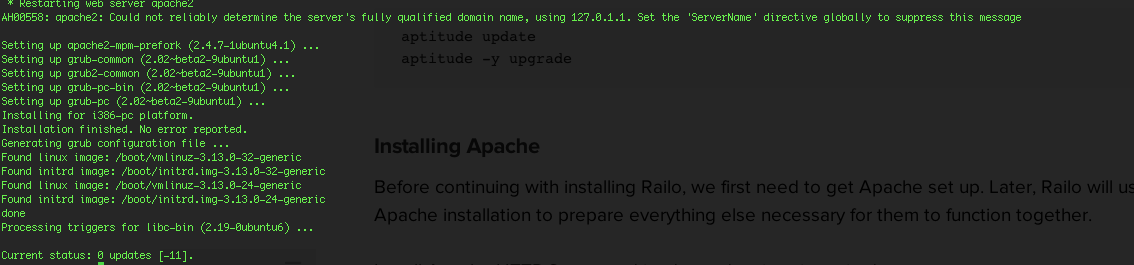 * Restarting web server apache2
AH00558: apache2: Could not reliably determine the server's fully qualified domain name, using 127.0.1.1. Set the 'ServerName' directive globally to suppress this message
Setting up apache2-mpm-prefork (2.4.7-1ubuntu4.1) ...
Setting up grub-common (2.02~beta2-9ubuntu1) ...
Setting up grub2-common (2.02~beta2-9ubuntu1) ...
Setting up grub-pc-bin (2.02~beta2-9ubuntu1) ...
Setting up grub-pc (2.02~beta2-9ubuntu1) ...
Installing for i386-pc platform.
Installation finished. No error reported.
Generating grub configuration file ...
Found linux image: /boot/vmlinuz-3.13.0-32-generic
Found initrd image: /boot/initrd.img-3.13.0-32-generic
Found linux image: /boot/vmlinuz-3.13.0-24-generic
Found initrd image: /boot/initrd.img-3.13.0-24-generic
done
Processing triggers for libc-bin (2.19-0ubuntu6) ...
Current status: 0 updates [-11].
aptitude update
aptitude -y upgrade
Installing Apache
Before continuing with installing Railo, we first need to get Apache set up. Later, Railo will
Apache installation to prepare everything else necessary for them to function together.